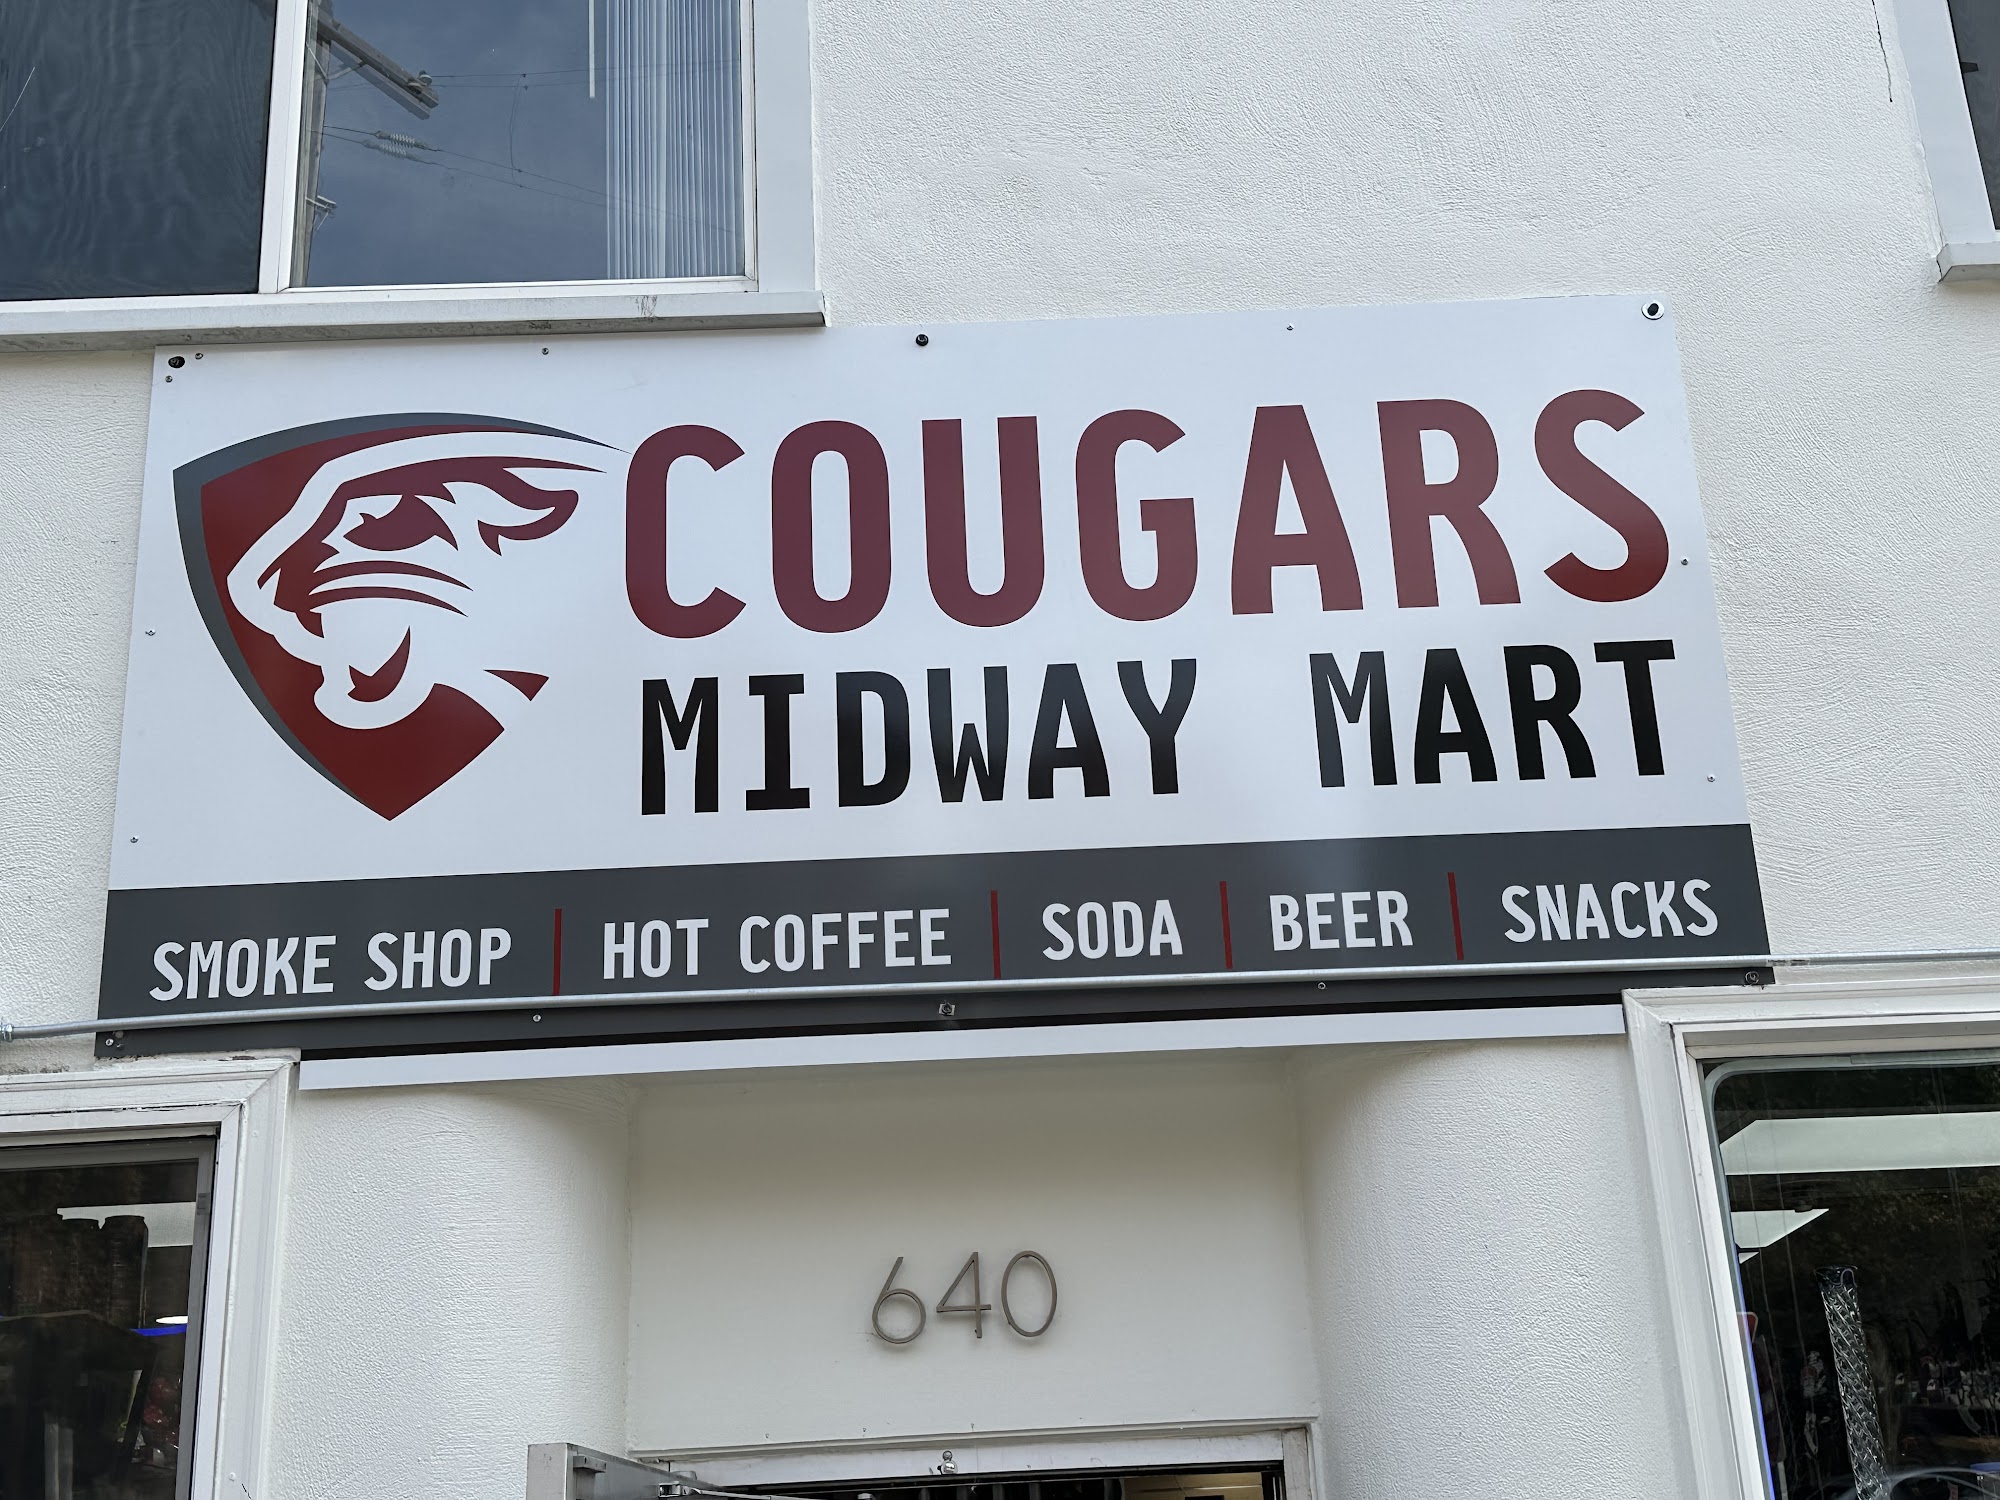 COUGARS
MIDWAY MART
SMOKE SHOP | HOT COFFEE | SODA | BEER | SNACKS
640